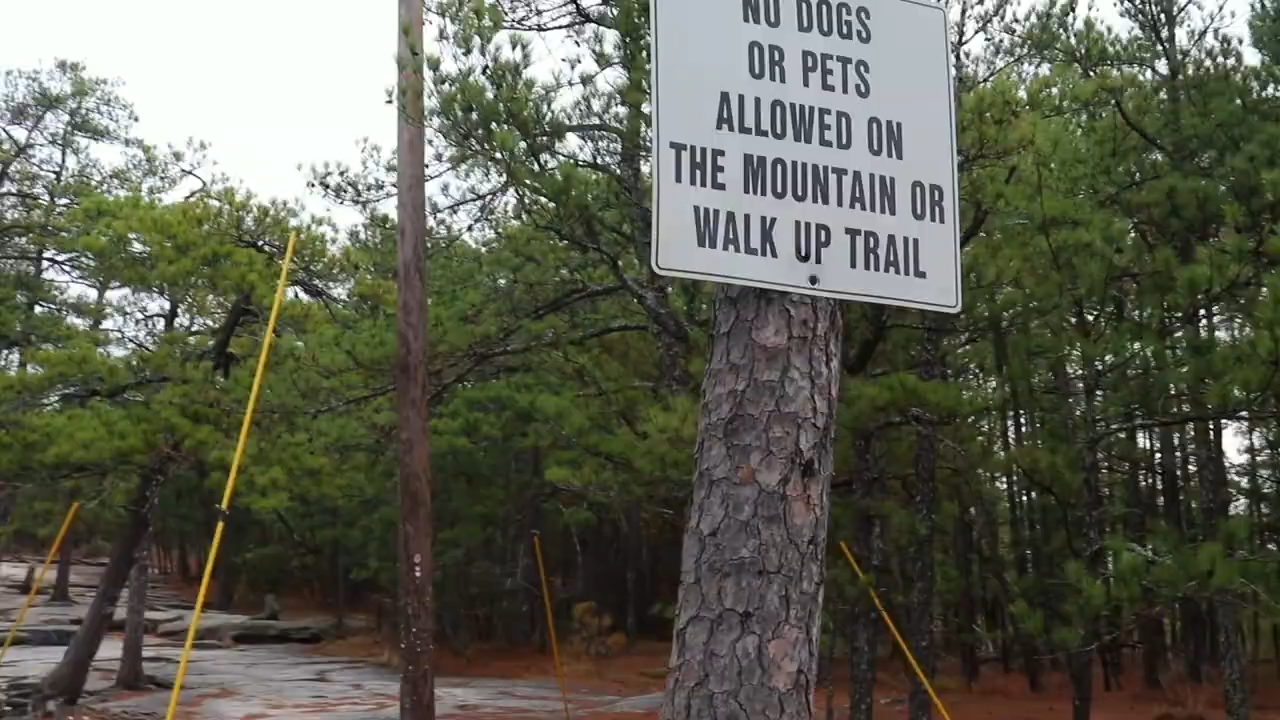 NO DOGS
OR PETS
ALLOWED ON
THE MOUNTAIN OR
WALK UP TRAIL